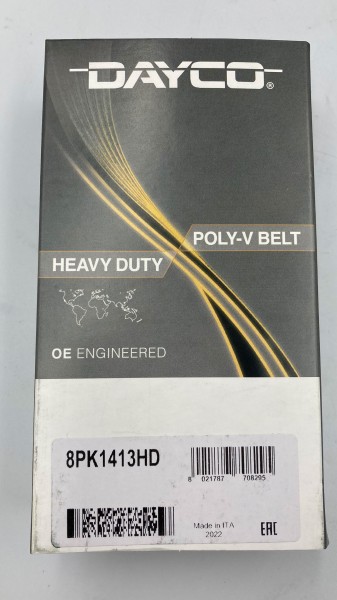 DAYCO®
POLY-V BELT
HEAVY DUTY
OE ENGINEERED
8PK1413HD
8 021787 708295
Made in ITA
2022
EAC